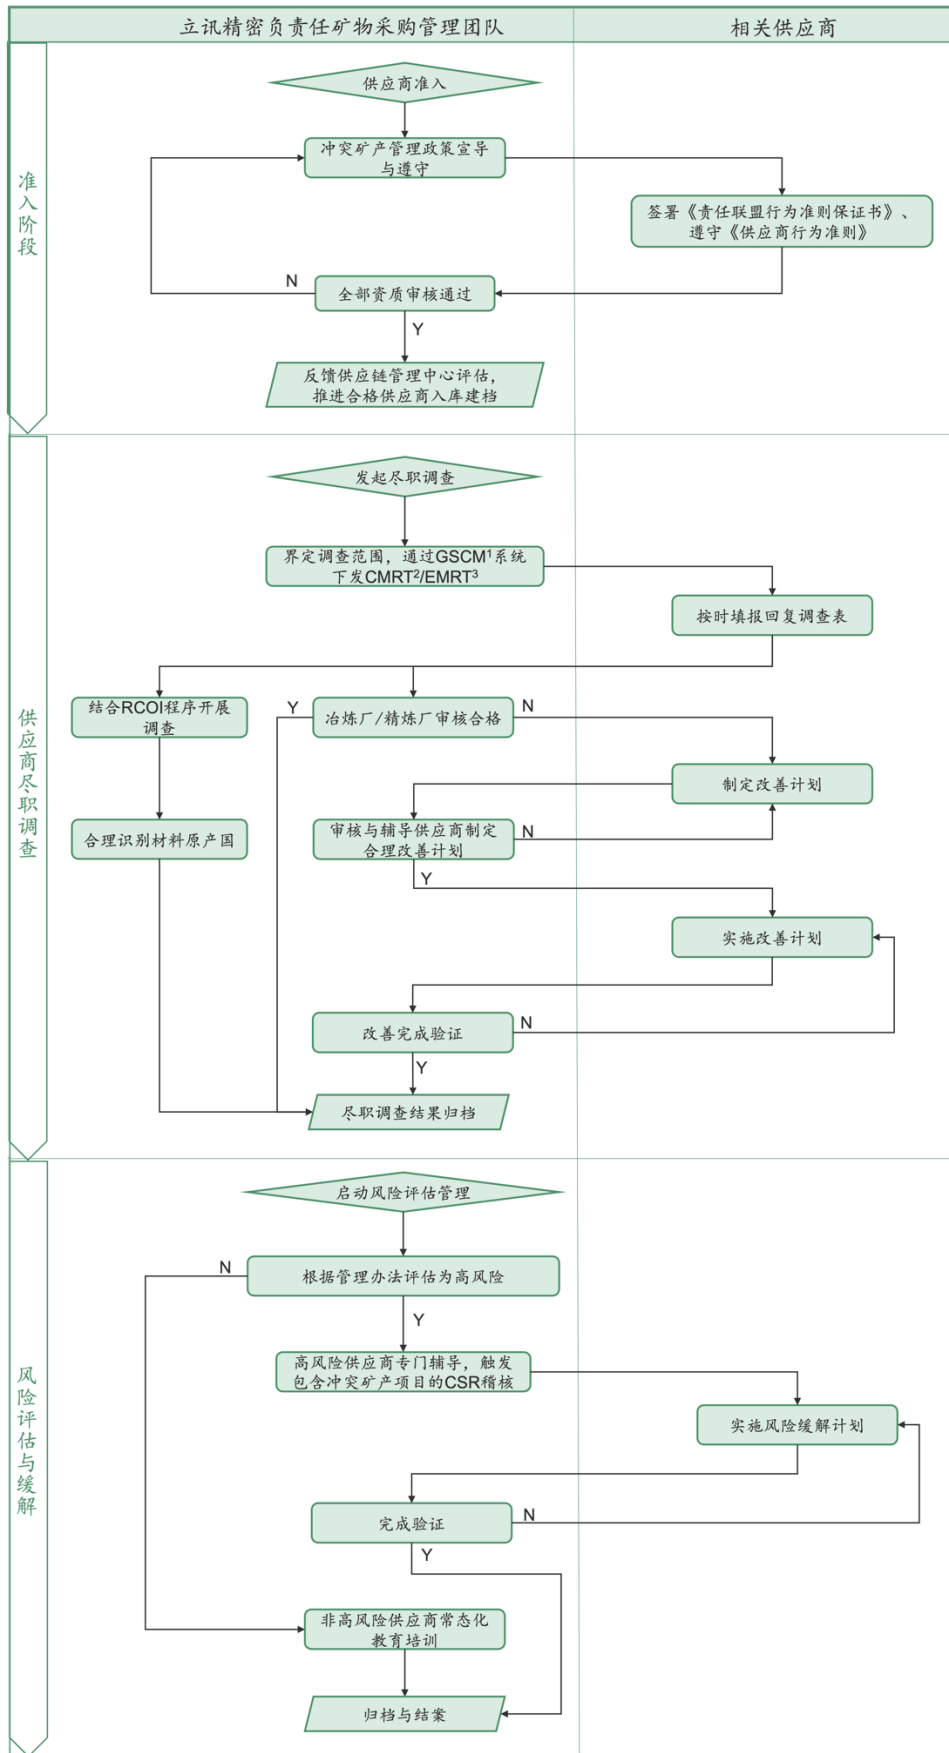 立讯精密负责任矿物采购管理团队
相关供应商
准入阶段
供应商准入
冲突矿产管理政策宣导
与遵守
签署《责任联盟行为准则保证书》、
遵守《供应商行为准则》
N
全部资质审核通过
Y
反馈供应链管理中心评估，
推进合格供应商入库建档
供应商尽职调查
发起尽职调查
界定调查范围，通过GSCM¹系统
下发CMRT²/EMRT³
按时填报回复调查表
结合RCOI程序开展
调查
Y
冶炼厂/精炼厂审核合格
N
制定改善计划
合理识别材料原产国
审核与辅导供应商制定
合理改善计划
N
Y
实施改善计划
改善完成验证
N
Y
尽职调查结果归档
风险评估与缓解
启动风险评估管理
N
根据管理办法评估为高风险
Y
高风险供应商专门辅导，触发
包含冲突矿产项目的CSR稽核
实施风险缓解计划
完成验证
N
Y
非高风险供应商常态化
教育培训
归档与结案